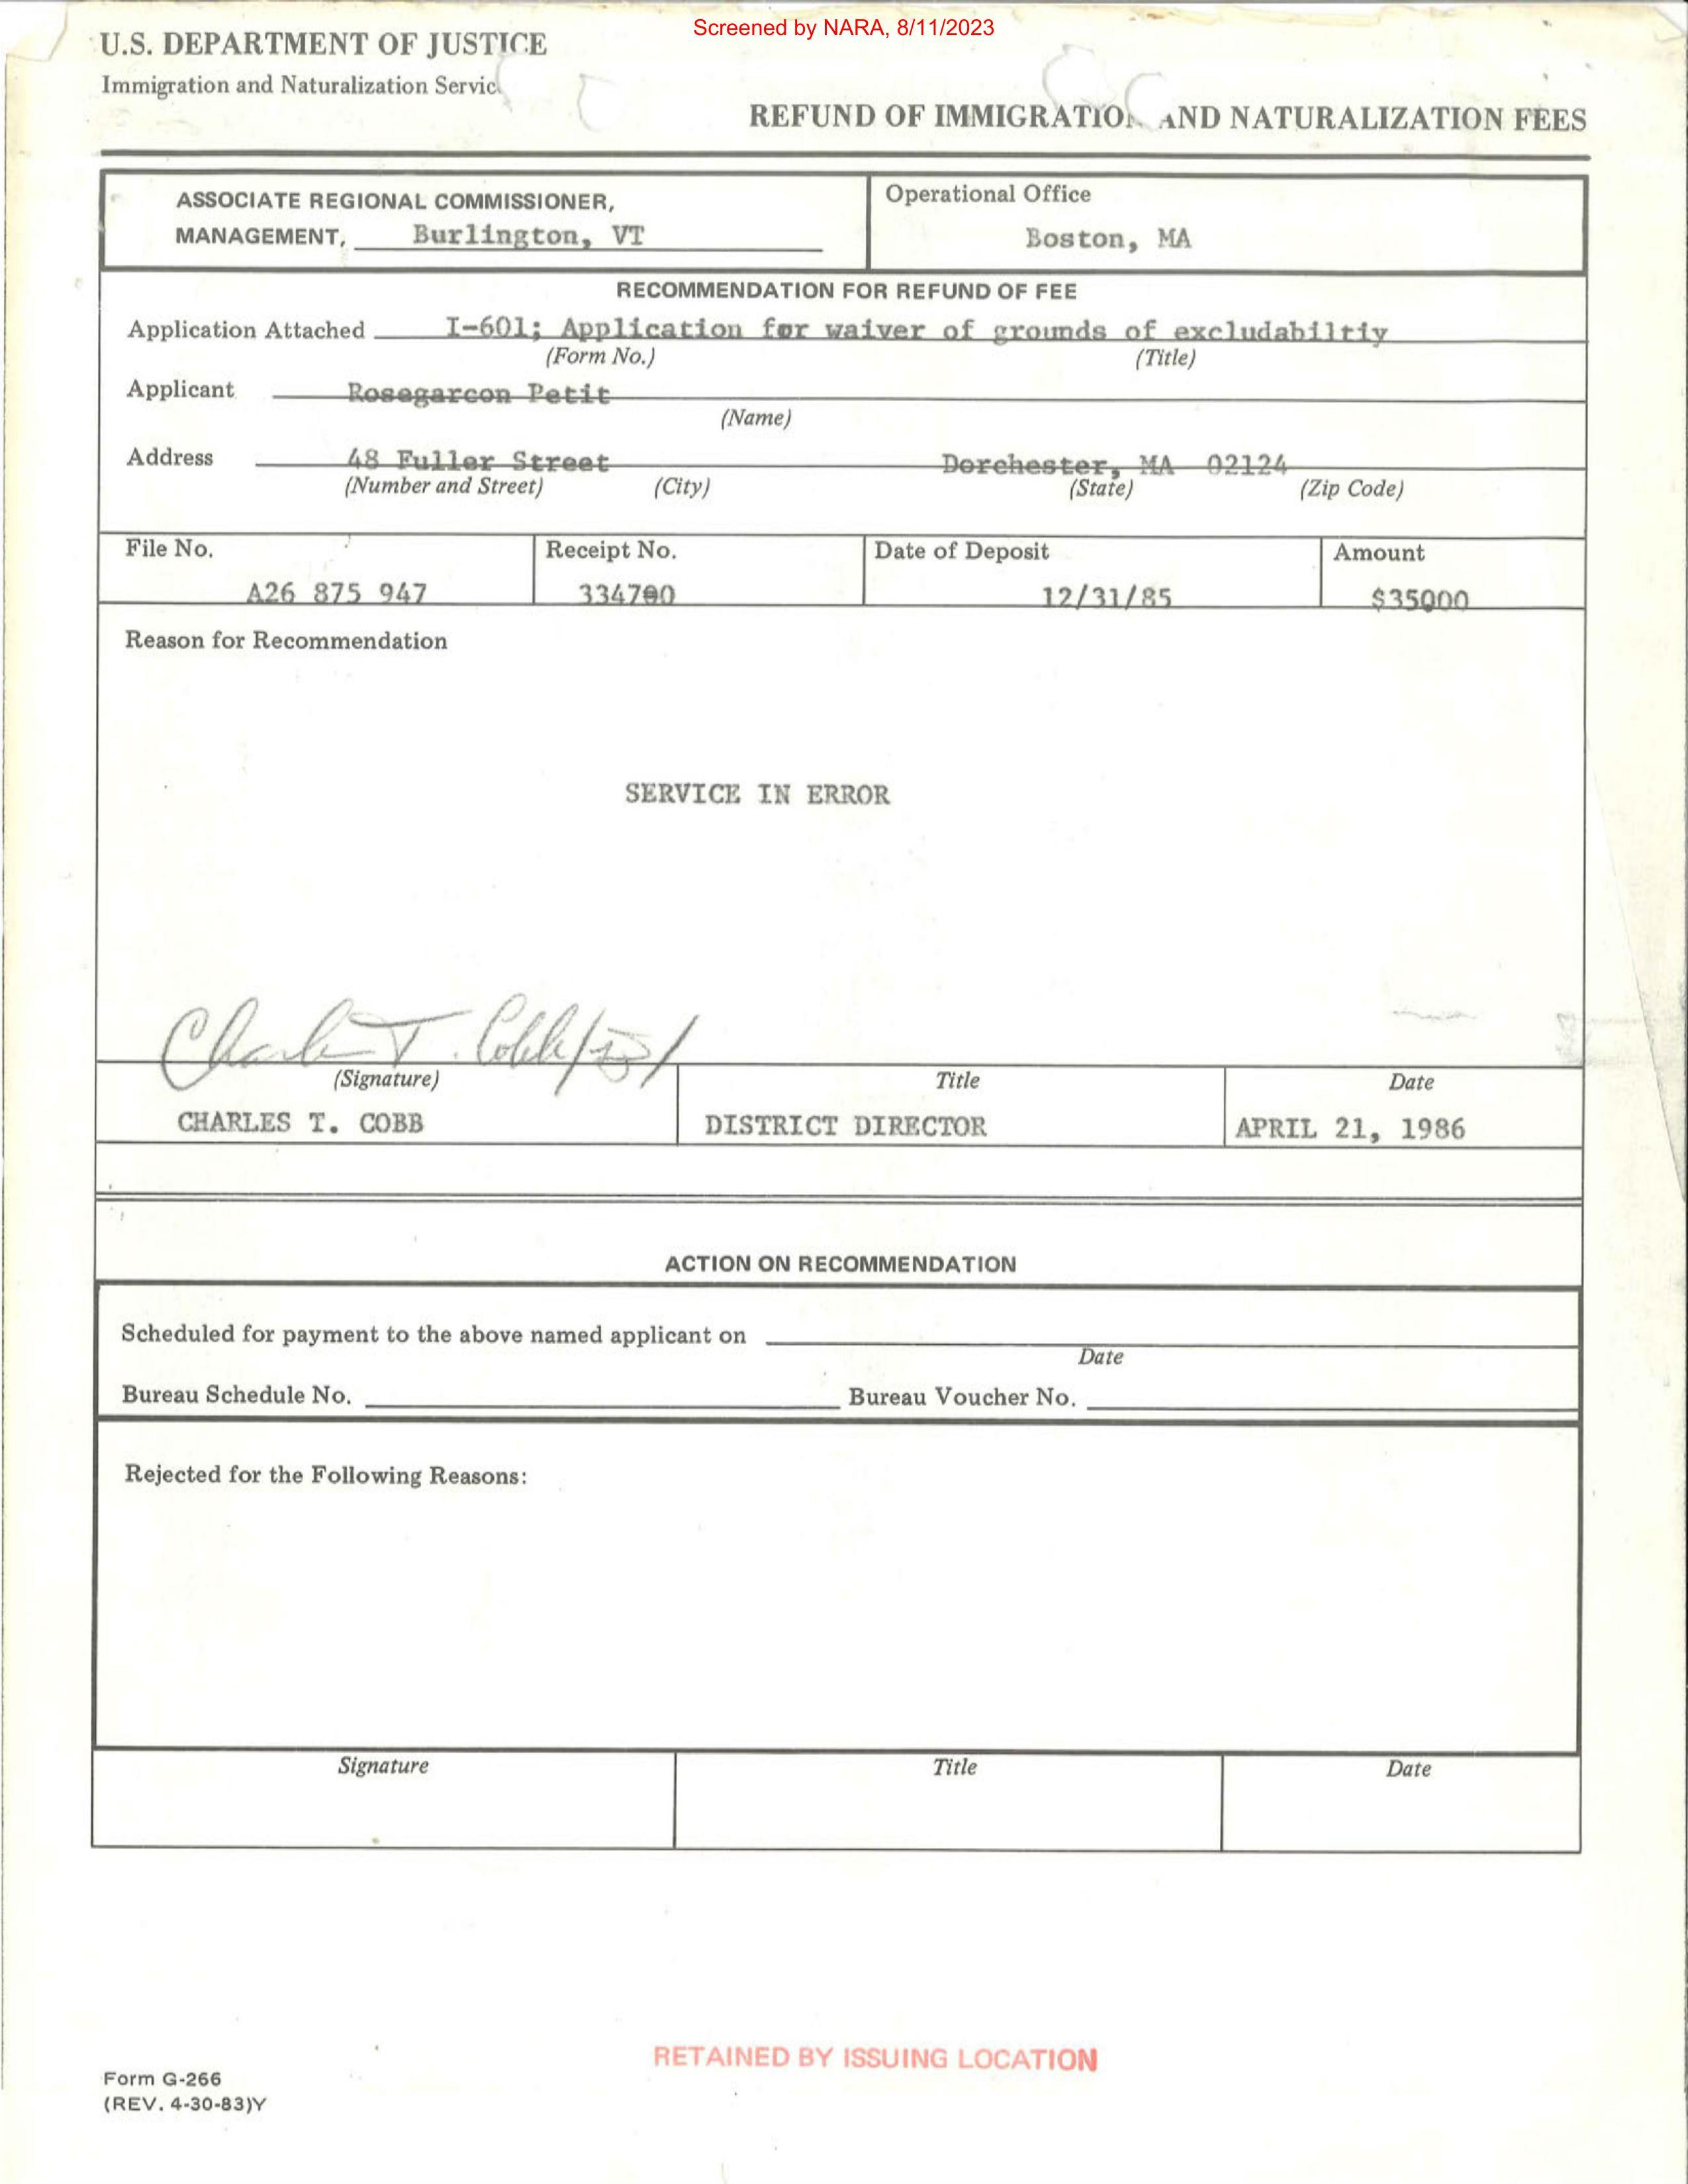 Screened by NARA, 8/11/2023
U.S. DEPARTMENT OF JUSTICE
Immigration and Naturalization Servic
REFUND OF IMMIGRATION AND NATURALIZATION FEES
ASSOCIATE REGIONAL COMMISSIONER,
MANAGEMENT, Burlington, VT
Operational Office
Boston, MA
RECOMMENDATION FOR REFUND OF FEE
Application Attached I-601; Application for waiver of grounds of excludabiltiy
(Form No.) (Title)
Applicant Rosegarcon Petit
(Name)
Address 48 Fuller Street Dorchester, MA 02124
(Number and Street) (City) (State) (Zip Code)
File No. Receipt No. Date of Deposit Amount
A26 875 947 334700 12/31/85 $35000
Reason for Recommendation
SERVICE IN ERROR
Charles T. Cobb
(Signature) Title Date
CHARLES T. COBB DISTRICT DIRECTOR APRIL 21, 1986
ACTION ON RECOMMENDATION
Scheduled for payment to the above named applicant on
Date
Bureau Schedule No. Bureau Voucher No.
Rejected for the Following Reasons:
Signature Title Date
RETAINED BY ISSUING LOCATION
Form G-266
(REV. 4-30-83)Y